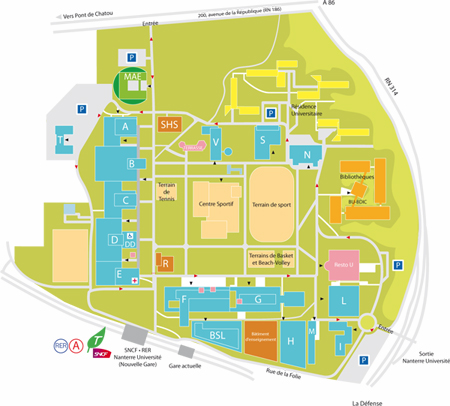 Vers Pont de Chatou
Entrée
200, avenue de la République (RN 186)
A 86
P
MAE
RN 314
Résidence
Universitaire
P
P
A
SHS
V
S
T
B
N
Bibliothèques
BU-BDIC
C
Terrain
de
Tennis
Centre Sportif
Terrain de sport
D
DD
E
R
Terrains de Basket
et Beach-Volley
Resto U
P
F
G
L
BSL
Bâtiment
d'enseignement
H
M
I
Entrée
P
RER
A
SNCF
SNCF • RER
Nanterre Université
(Nouvelle Gare)
Gare actuelle
Rue de la Folie
Sortie
Nanterre Université
La Défense